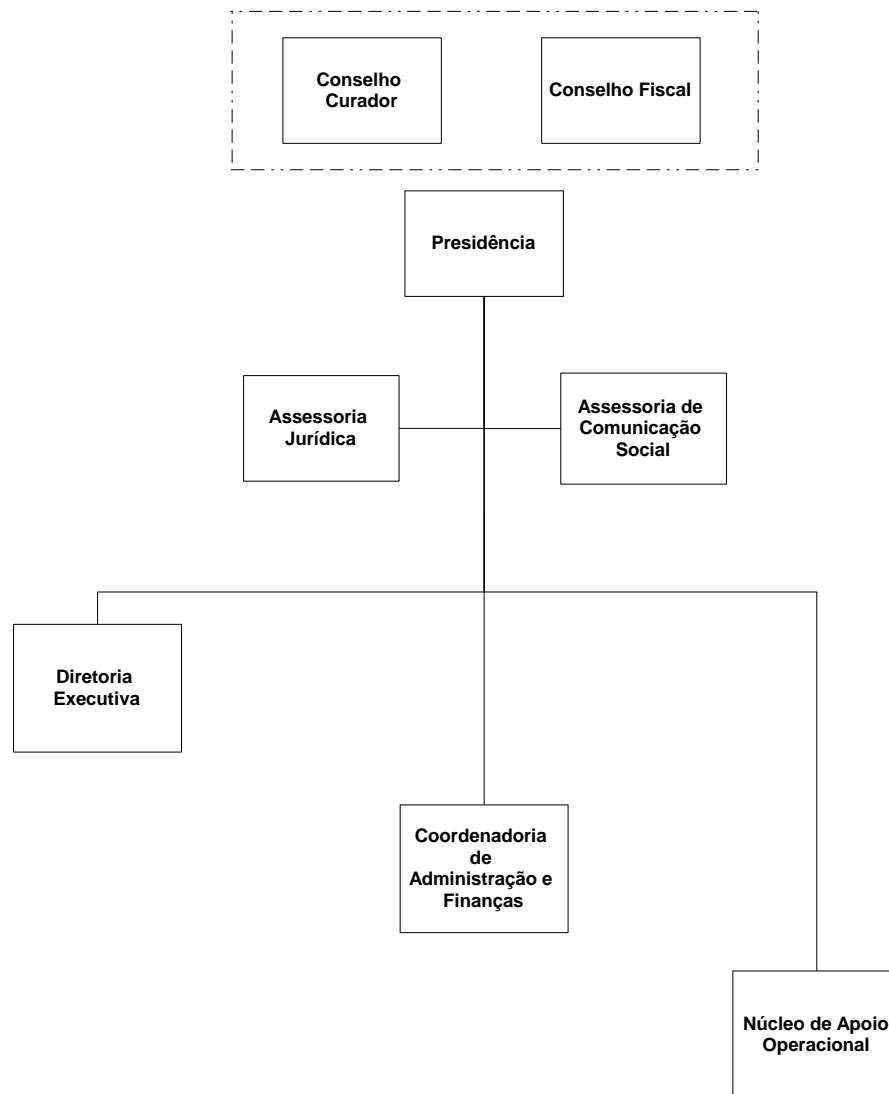 Conselho
Curador
Conselho Fiscal
Presidência
Assessoria
Jurídica
Assessoria de
Comunicação
Social
Diretoria
Executiva
Coordenadoria
de
Administração e
Finanças
Núcleo de Apoio
Operacional